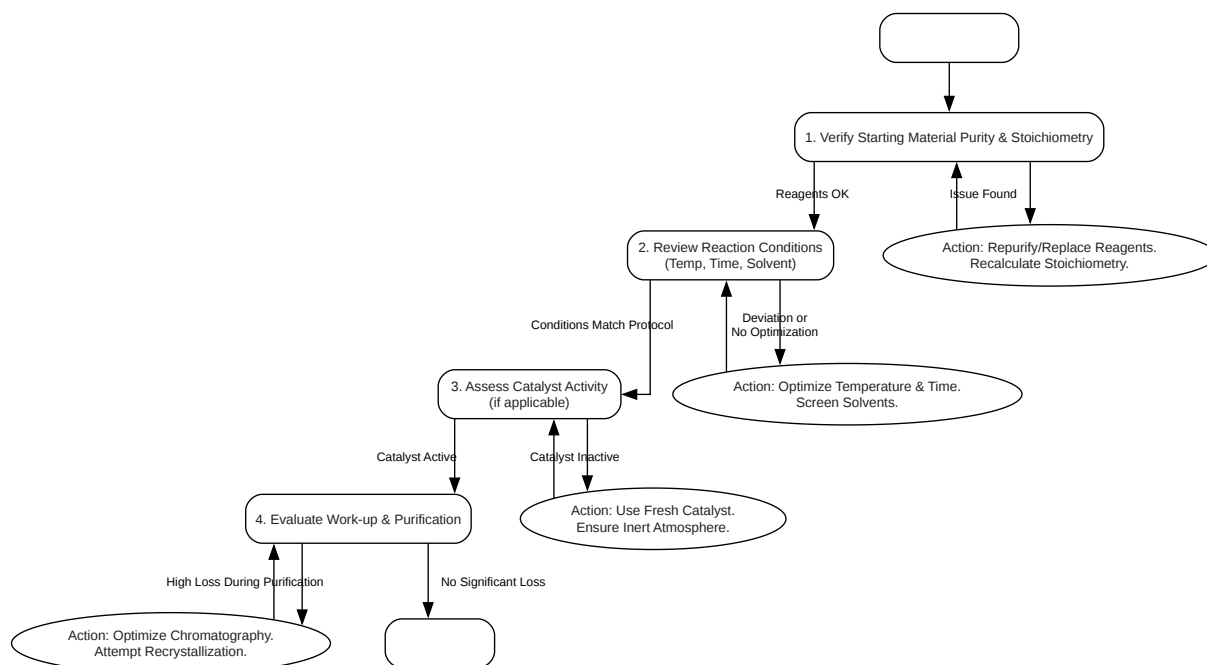 1. Verify Starting Material Purity & Stoichiometry
Reagents OK
Issue Found
2. Review Reaction Conditions
(Temp, Time, Solvent)
Action: Repurify/Replace Reagents.
Recalculate Stoichiometry.
Conditions Match Protocol
Deviation or
No Optimization
3. Assess Catalyst Activity
(if applicable)
Action: Optimize Temperature & Time.
Screen Solvents.
Catalyst Active
Catalyst Inactive
4. Evaluate Work-up & Purification
Action: Use Fresh Catalyst.
Ensure Inert Atmosphere.
High Loss During Purification
No Significant Loss
Action: Optimize Chromatography.
Attempt Recrystallization.